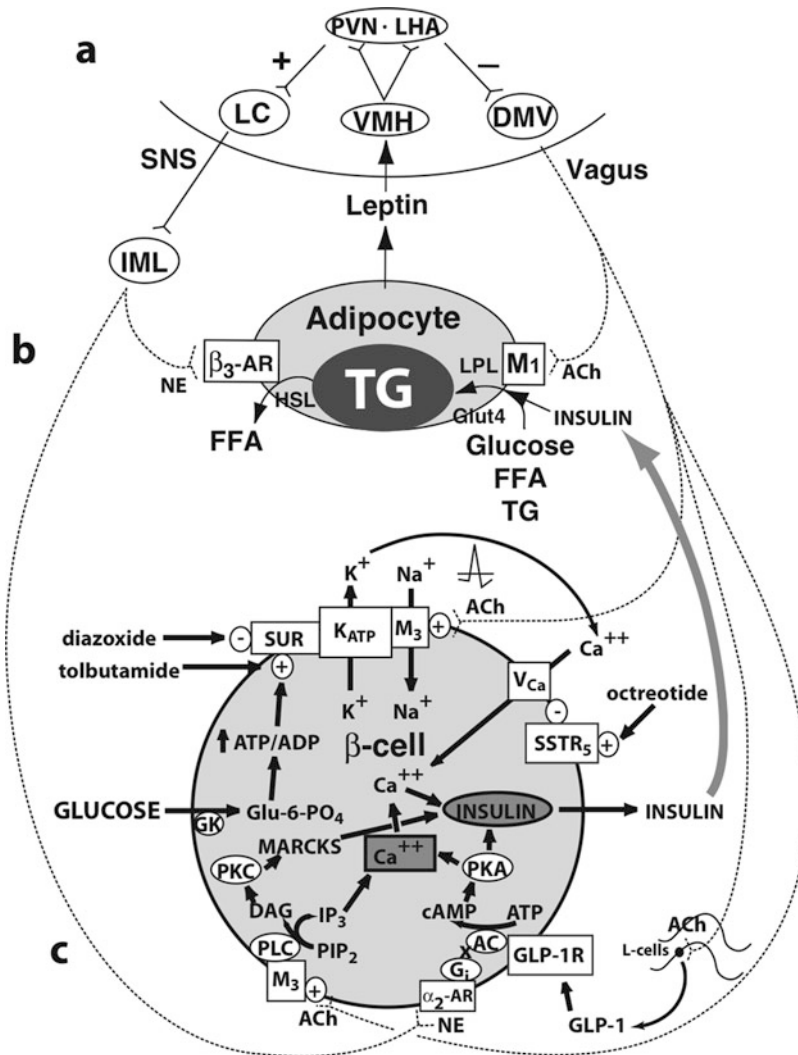 PVN · LHA
a
+
−
LC
VMH
DMV
SNS
Vagus
Leptin
IML
Adipocyte
b
β3-AR
TG
LPL
M1
NE
ACh
HSL
Glut4
INSULIN
FFA
Glucose
FFA
TG
K+
Na+
ACh
diazoxide
-
SUR
KATP
M3
+
Ca++
tolbutamide
+
VCa
octreotide
K+
Na+
-
ATP/ADP
β-cell
SSTR5
+
Ca++
GLUCOSE
Glu-6-PO4
INSULIN
INSULIN
GK
MARCKS
Ca++
PKC
PKA
DAG
IP3
cAMP
ATP
ACh
c
PLC
PIP2
X
AC
L-cells
Gi
GLP-1R
M3
+
α2-AR
ACh
NE
GLP-1